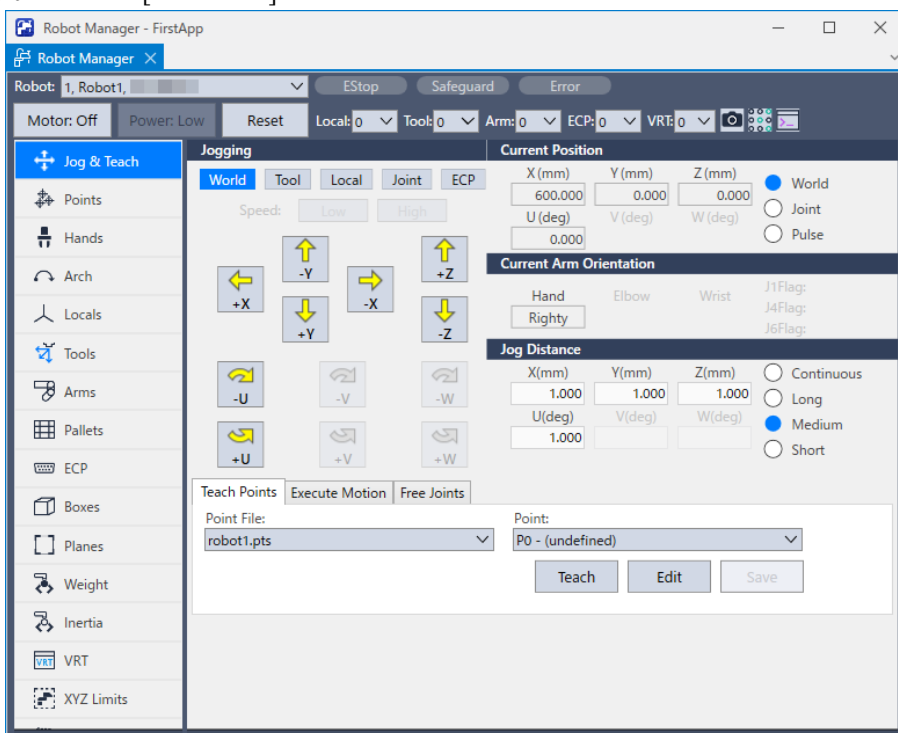 Robot Manager - FirstApp
Robot Manager
Robot: 1, Robot1, EStop Safeguard Error
Motor: Off Power: Low Reset Local: 0 Tool: 0 Arm: 0 ECP: 0 VRT: 0
Jog & Teach
Points
Hands
Arch
Locals
Tools
Arms
Pallets
ECP
Boxes
Planes
Weight
Inertia
VRT VRT
XYZ Limits
Jogging
World Tool Local Joint ECP
Speed: Low High
-Y +Z
+X -X
+Y -Z
-U -V -W
+U +V +W
Current Position
X (mm) Y (mm) Z (mm)
600.000 0.000 0.000
U (deg) V (deg) W (deg)
0.000
World
Joint
Pulse
Current Arm Orientation
Hand Elbow Wrist
Righty
J1Flag:
J4Flag:
J6Flag:
Jog Distance
X(mm) Y(mm) Z(mm)
1.000 1.000 1.000
U(deg) V(deg) W(deg)
1.000
Continuous
Long
Medium
Short
Teach Points Execute Motion Free Joints
Point File: Point:
robot1.pts P0 - (undefined)
Teach Edit Save